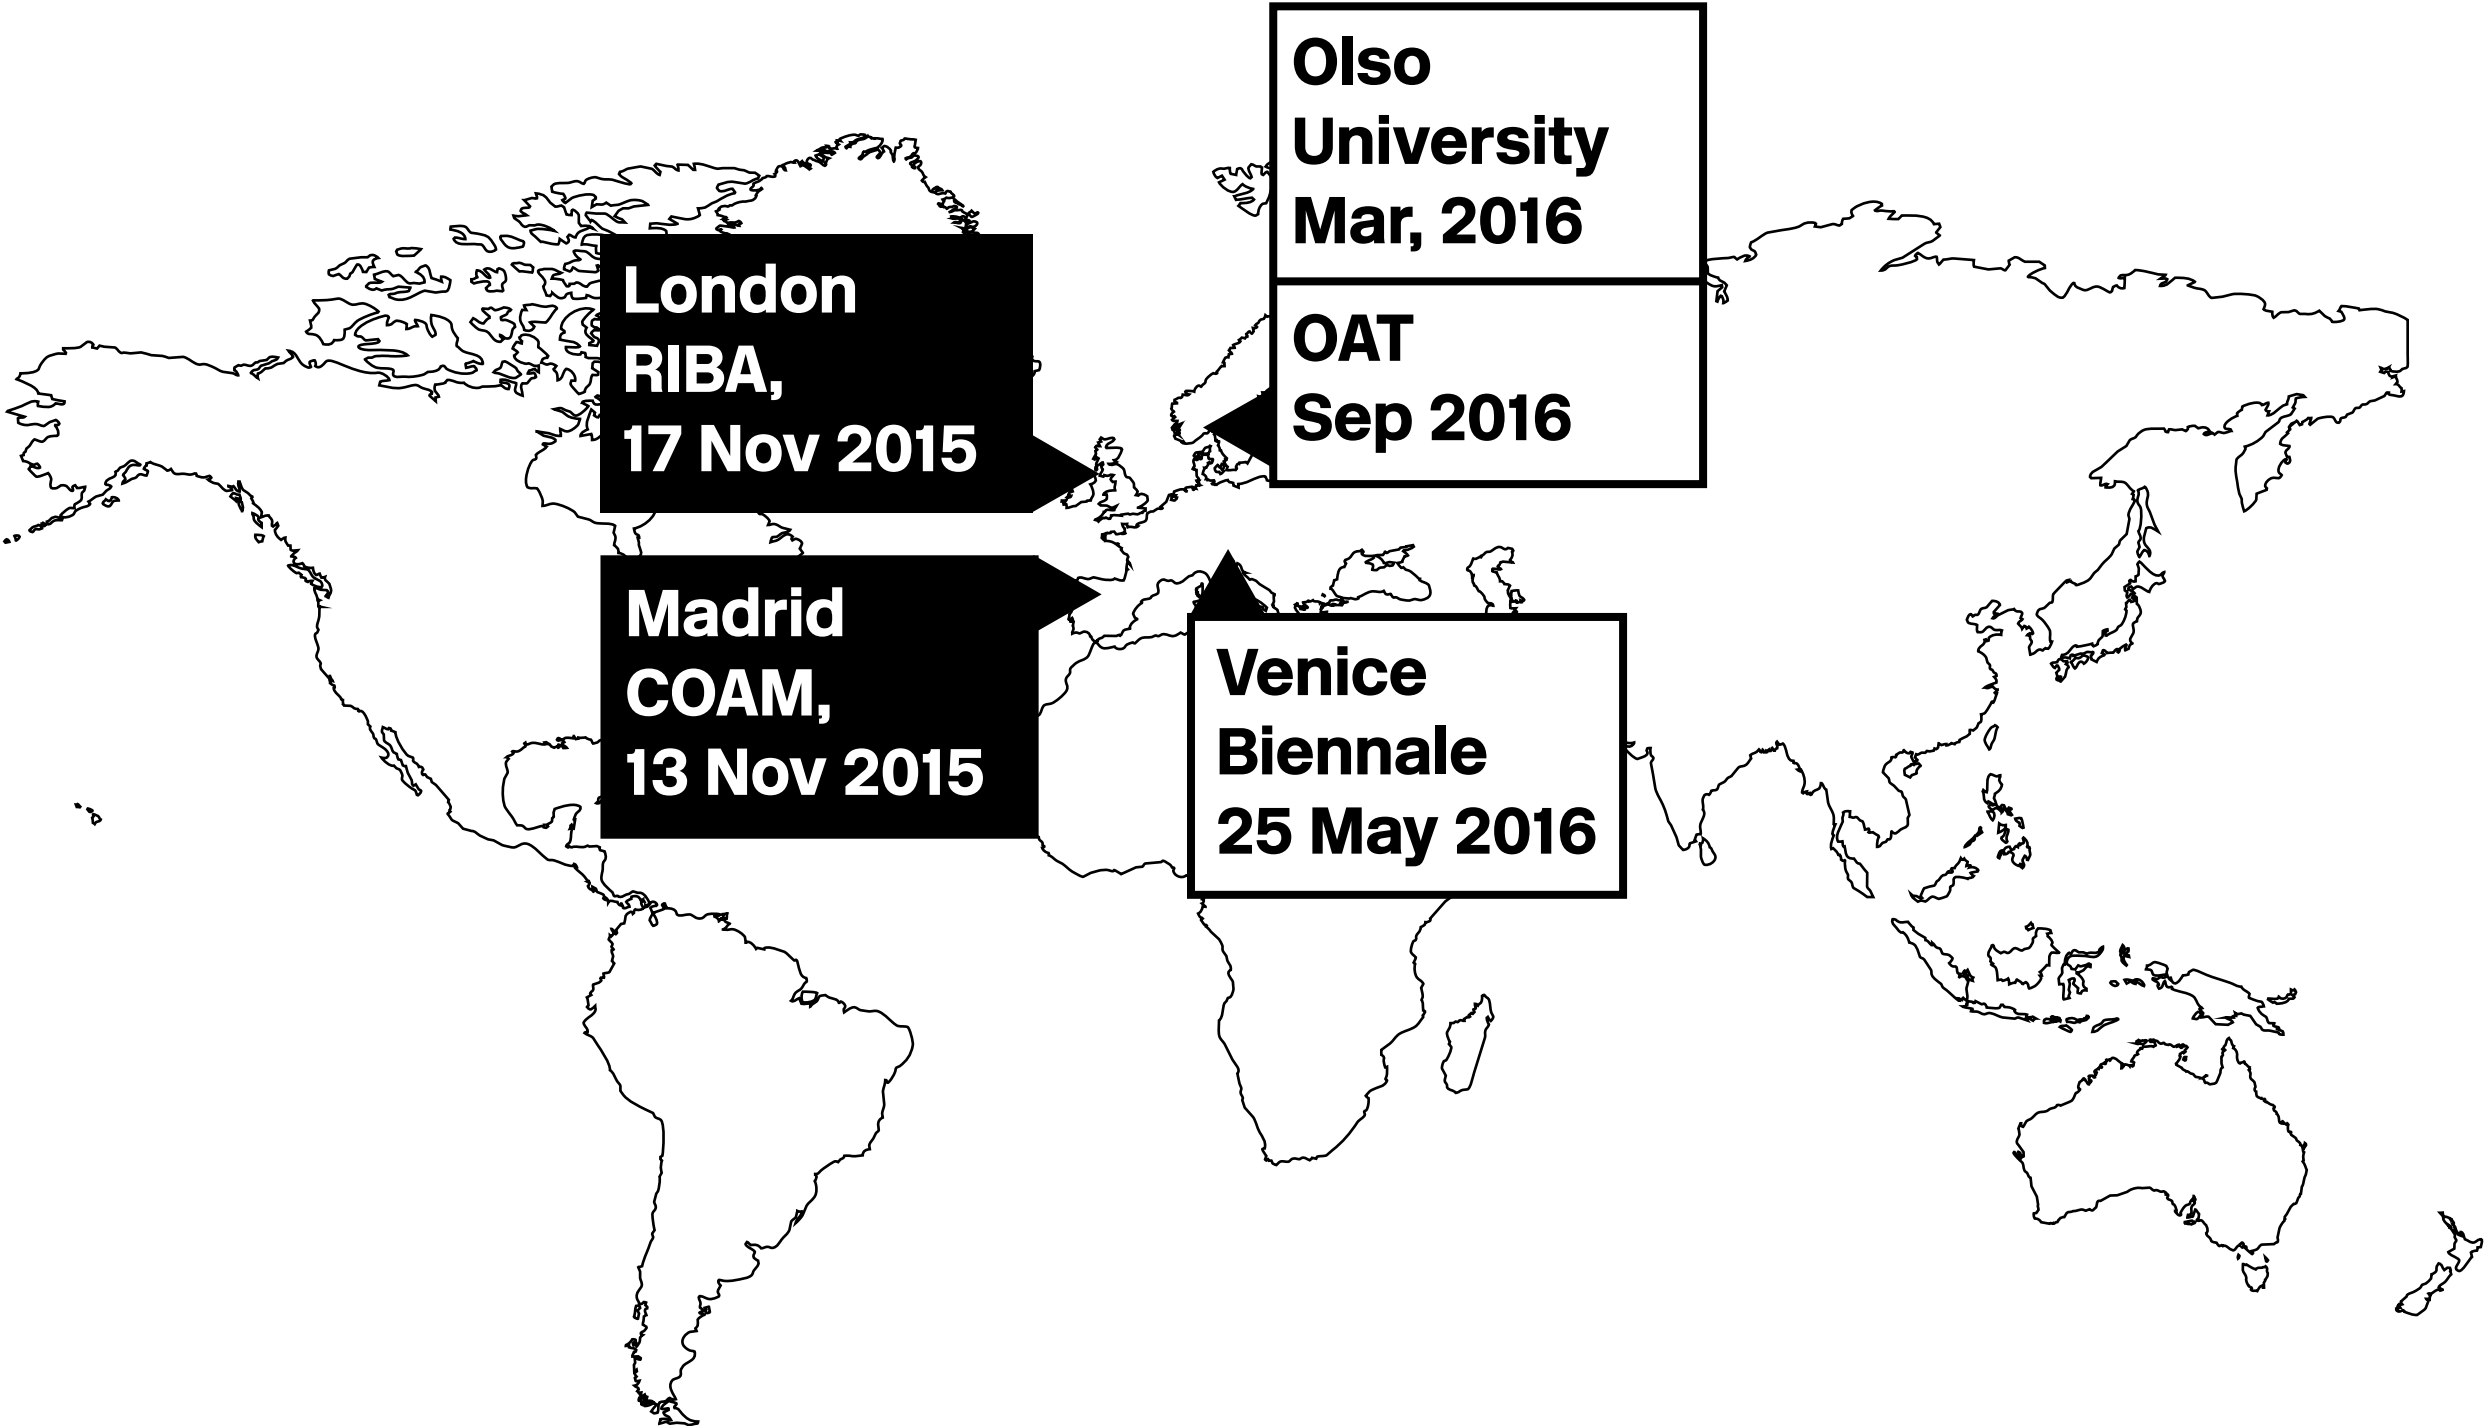 Olso
University
Mar, 2016
OAT
Sep 2016
London
RIBA,
17 Nov 2015
Madrid
COAM,
13 Nov 2015
Venice
Biennale
25 May 2016